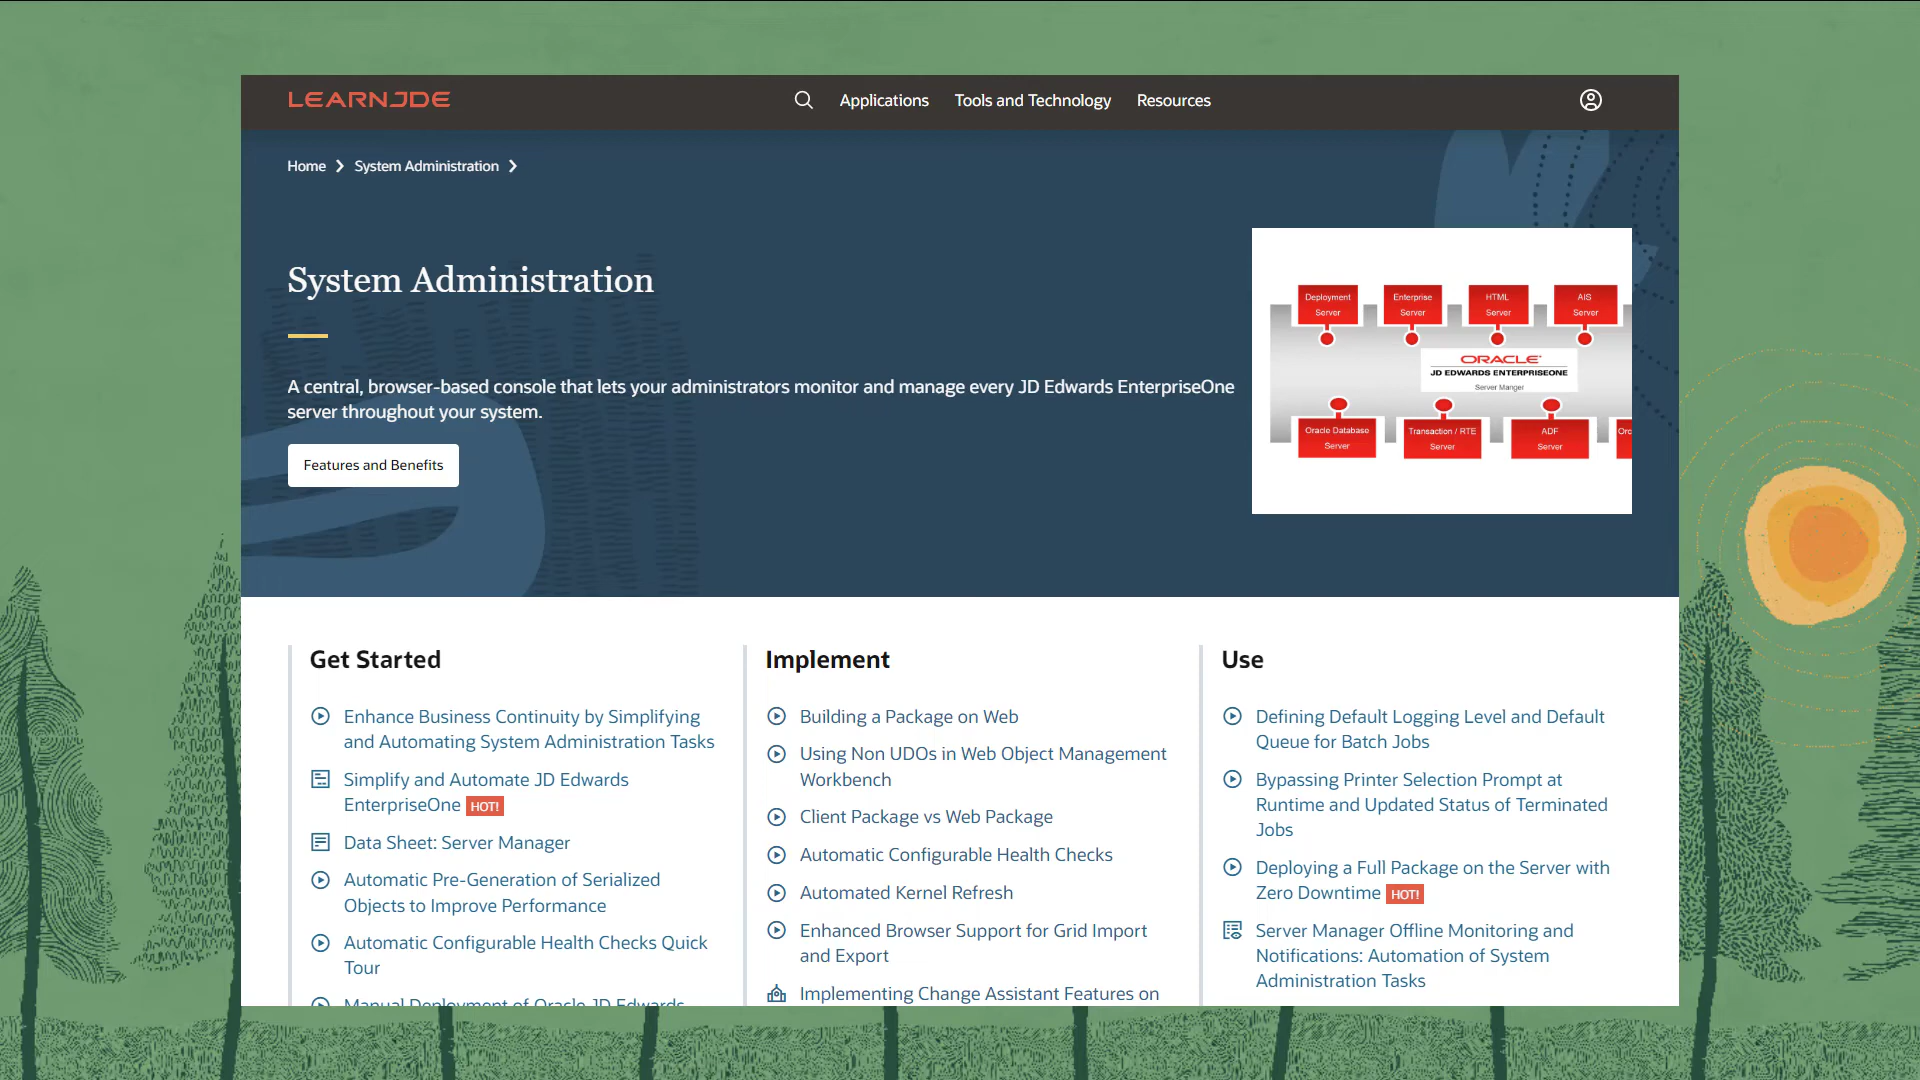 LEARNJDE
Applications
Tools and Technology
Resources
Home
System Administration
System Administration
A central, browser-based console that lets your administrators monitor and manage every JD Edwards EnterpriseOne
server throughout your system.
Features and Benefits
Deployment
Server
Enterprise
Server
HTML
Server
AIS
Server
ORACLE
JD EDWARDS ENTERPRISEONE
Server Manger
Oracle Database
Server
Transaction / RTE
Server
ADF
Server
Get Started
Enhance Business Continuity by Simplifying
and Automating System Administration Tasks
Simplify and Automate JD Edwards
EnterpriseOne HOT!
Data Sheet: Server Manager
Automatic Pre-Generation of Serialized
Objects to Improve Performance
Automatic Configurable Health Checks Quick
Tour
Manual Deployment of Oracle JD Edwards
Implement
Building a Package on Web
Using Non UDOs in Web Object Management
Workbench
Client Package vs Web Package
Automatic Configurable Health Checks
Automated Kernel Refresh
Enhanced Browser Support for Grid Import
and Export
Implementing Change Assistant Features on
Use
Defining Default Logging Level and Default
Queue for Batch Jobs
Bypassing Printer Selection Prompt at
Runtime and Updated Status of Terminated
Jobs
Deploying a Full Package on the Server with
Zero Downtime HOT!
Server Manager Offline Monitoring and
Notifications: Automation of System
Administration Tasks